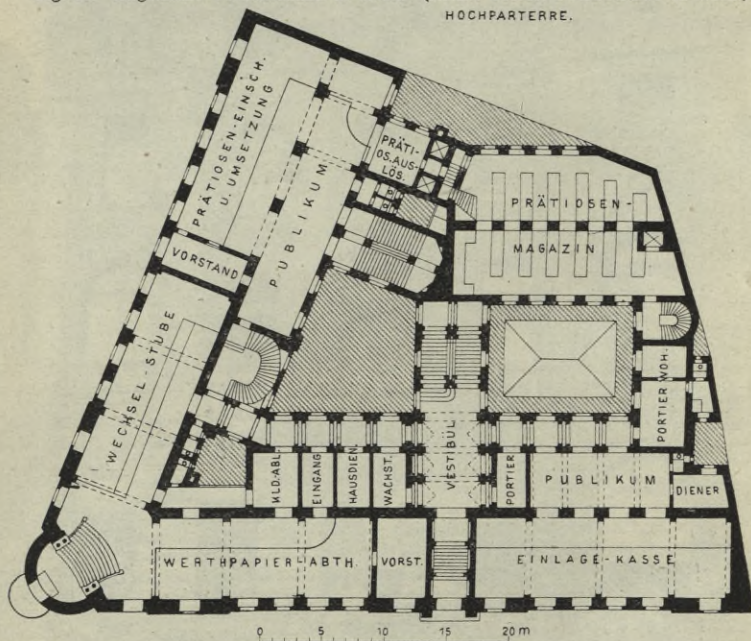 HOCHPARTERRE.
PRÄTIOSEN-EINSCH.
U. UMSETZUNG
PUBLIKUM
PRÄTI-
OS. AUS-
LÖS.
PRÄTIOSEN-
MAGAZIN
VORSTAND
WECHSEL-STUBE
PORTIER WOH.
KLD. ABL.
EINGANG
HAUSDIEN.
WACHST.
VESTIBÜL
PORTIER
PUBLIKUM
DIENER
WERTHPAPIER-ABTH.
VORST.
EINLAGE-KASSE
0 5 10 15 20 m